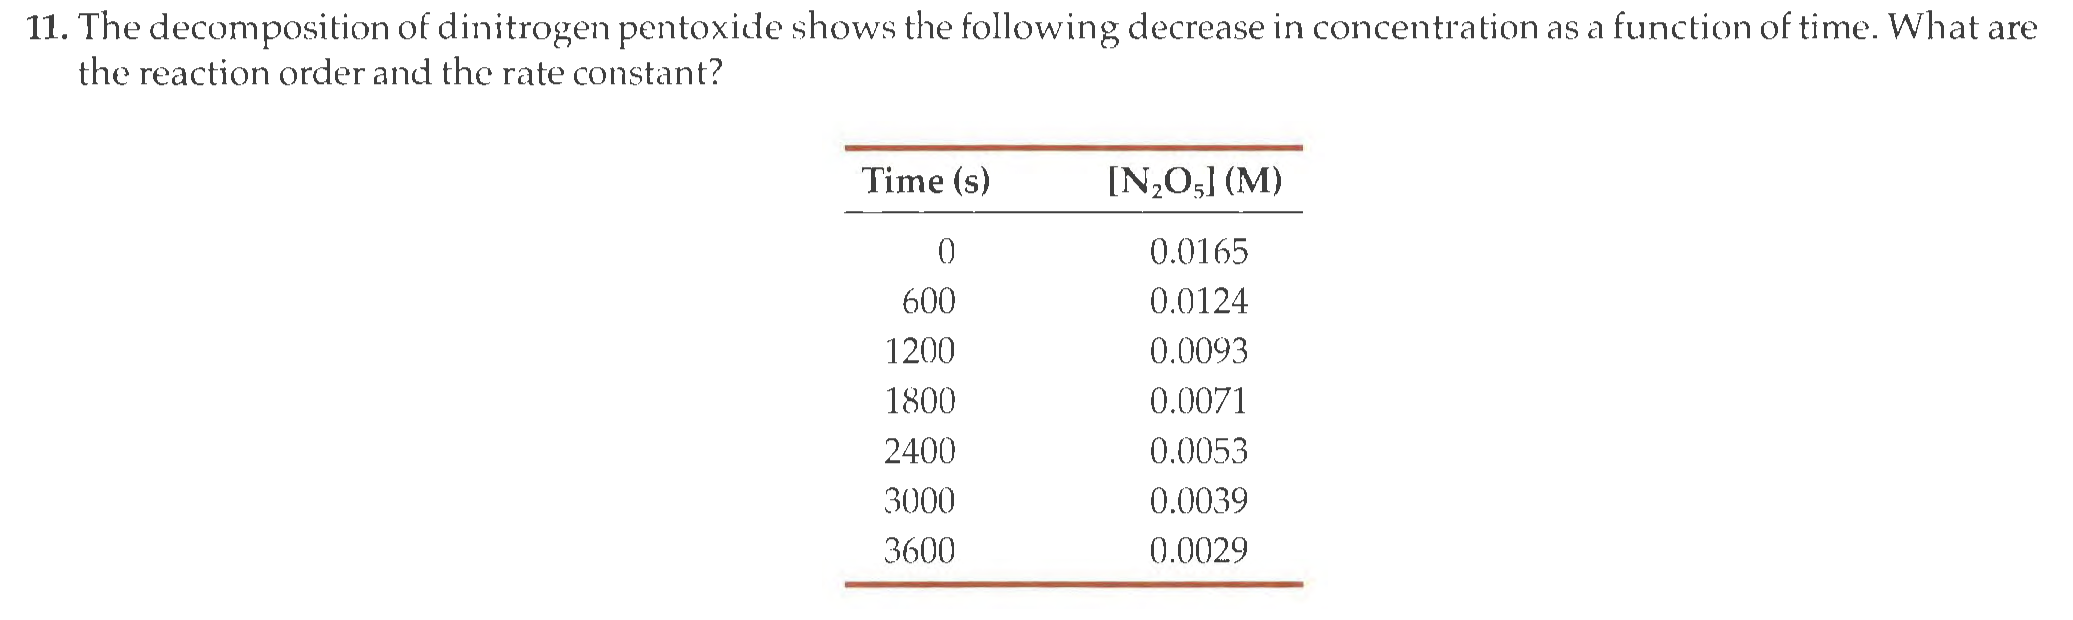 11. The decomposition of dinitrogen pentoxide shows the following decrease in concentration as a function of time. What are
the reaction order and the rate constant?
Time (s) [N₂O₅] (M)
0 0.0165
600 0.0124
1200 0.0093
1800 0.0071
2400 0.0053
3000 0.0039
3600 0.0029